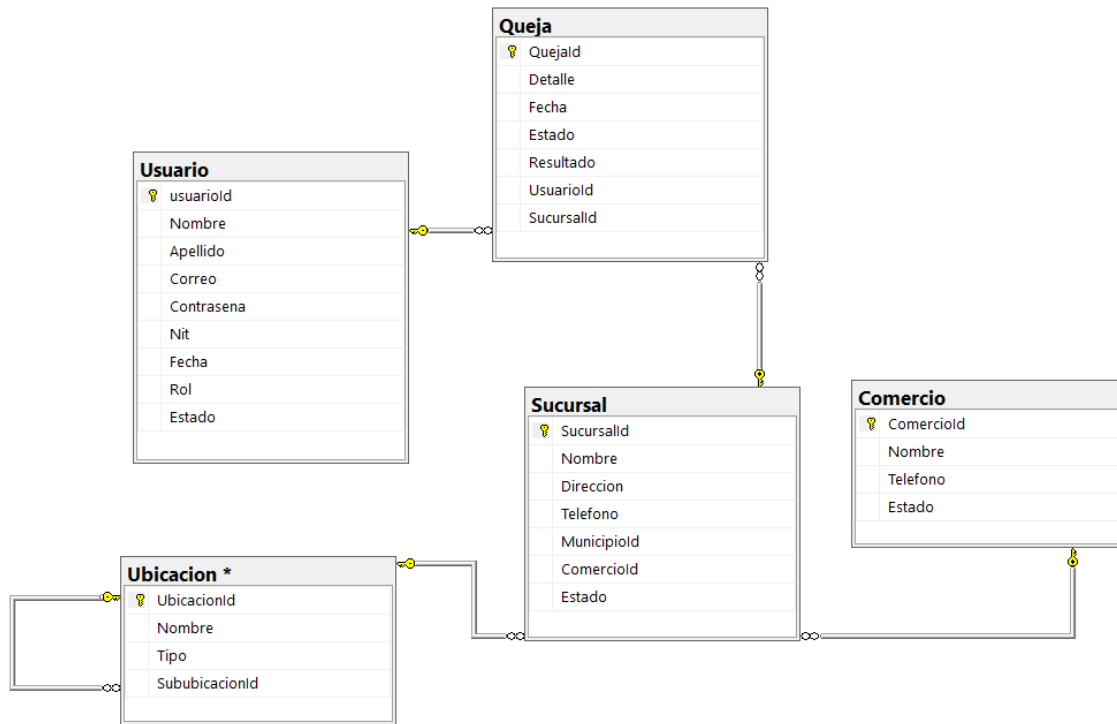 Queja
QuejaId
Detalle
Fecha
Estado
Resultado
UsuarioId
SucursalId
Usuario
usuarioId
Nombre
Apellido
Correo
Contrasena
Nit
Fecha
Rol
Estado
Sucursal
SucursalId
Nombre
Direccion
Telefono
MunicipioId
ComercioId
Estado
Comercio
ComercioId
Nombre
Telefono
Estado
Ubicacion *
UbicacionId
Nombre
Tipo
SububicacionId